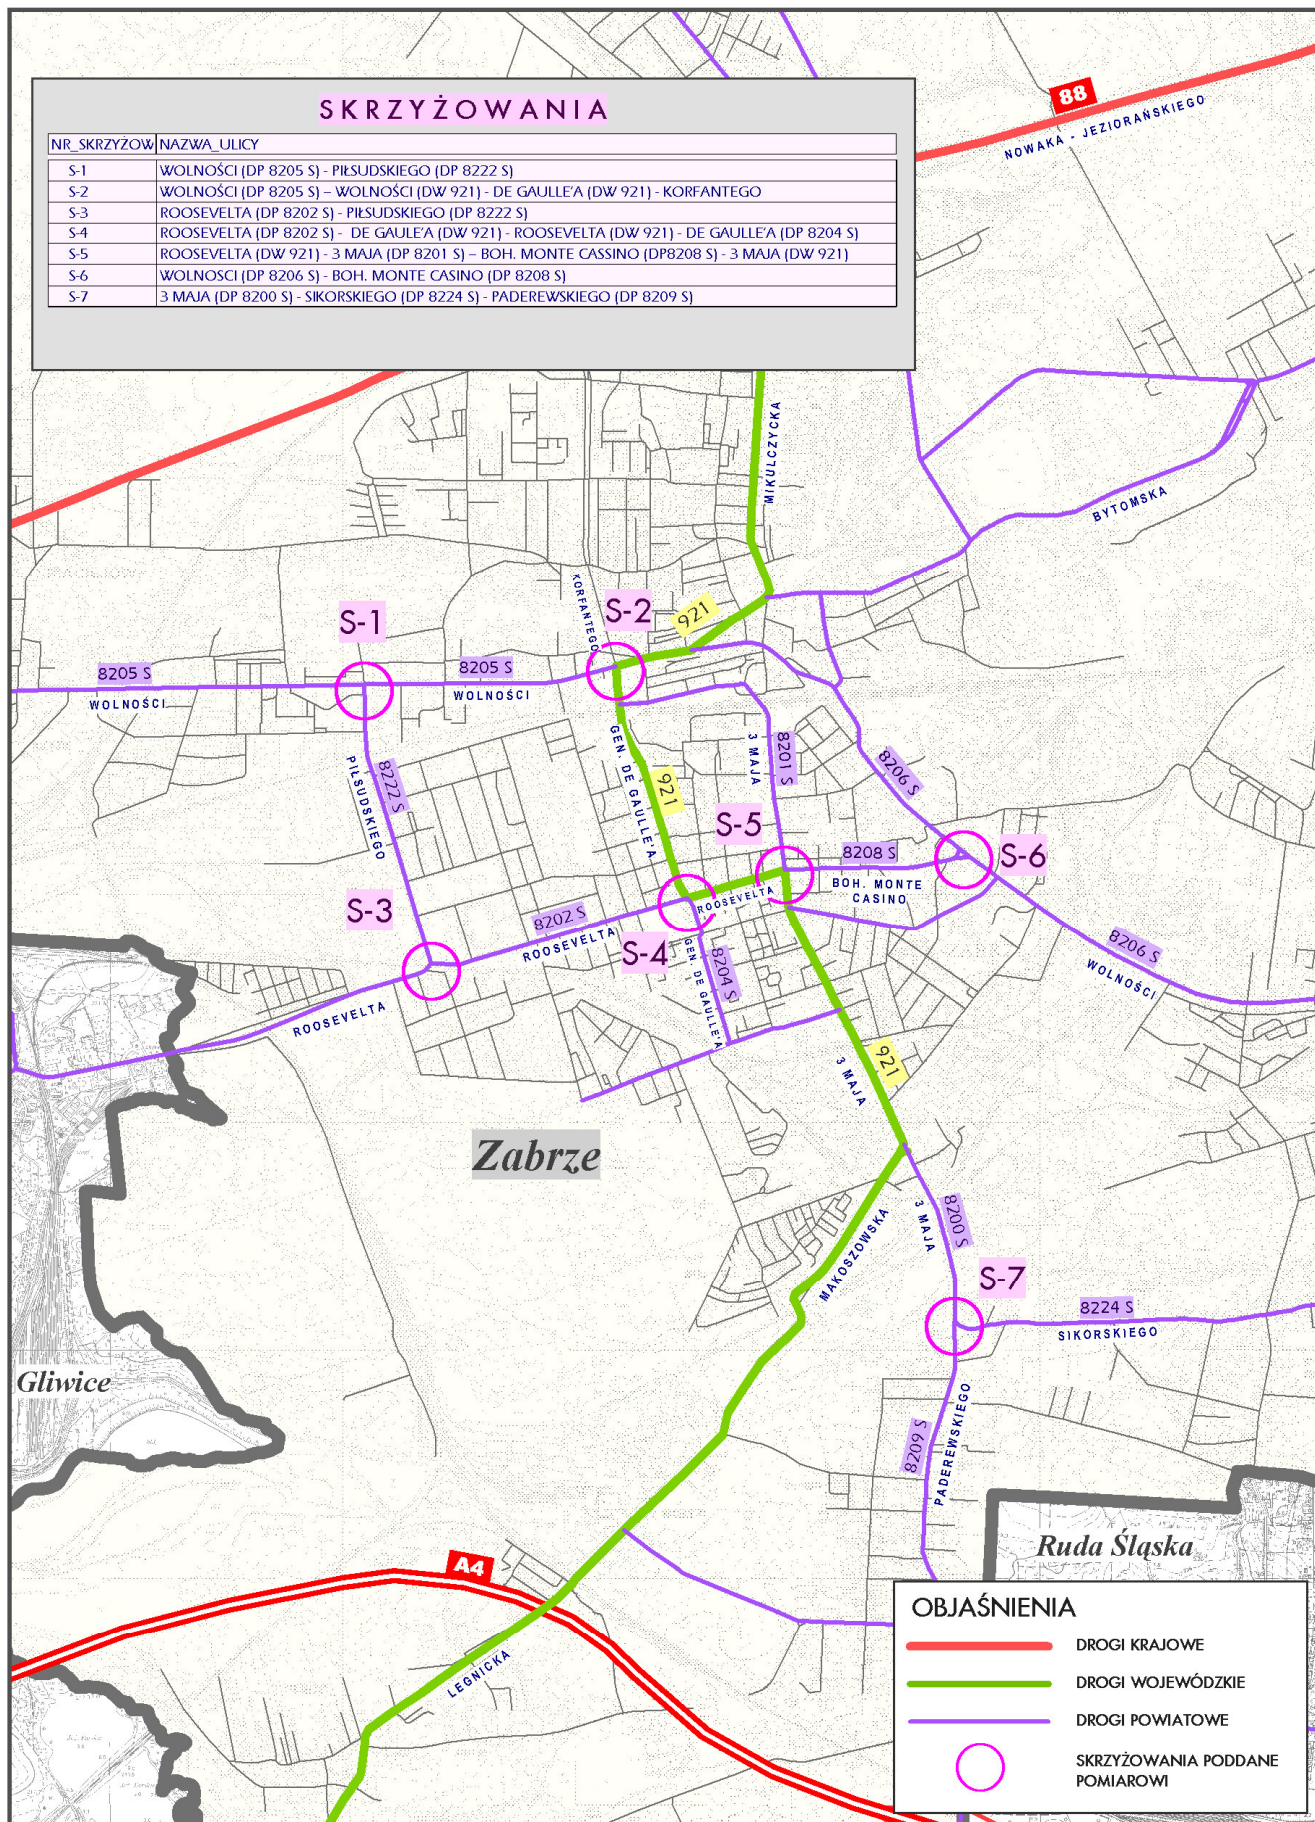 SKRZYŻOWANIA
NR_SKRZYŻOW NAZWA_ULICY
S-1 WOLNOŚCI (DP 8205 S) - PIŁSUDSKIEGO (DP 8222 S)
S-2 WOLNOŚCI (DP 8205 S) – WOLNOŚCI (DW 921) - DE GAULLE'A (DW 921) - KORFANTEGO
S-3 ROOSEVELTA (DP 8202 S) - PIŁSUDSKIEGO (DP 8222 S)
S-4 ROOSEVELTA (DP 8202 S) - DE GAULE'A (DW 921) - ROOSEVELTA (DW 921) - DE GAULLE'A (DP 8204 S)
S-5 ROOSEVELTA (DW 921) - 3 MAJA (DP 8201 S) – BOH. MONTE CASSINO (DP8208 S) - 3 MAJA (DW 921)
S-6 WOLNOSCI (DP 8206 S) - BOH. MONTE CASINO (DP 8208 S)
S-7 3 MAJA (DP 8200 S) - SIKORSKIEGO (DP 8224 S) - PADEREWSKIEGO (DP 8209 S)
88
NOWAKA - JEZIORAŃSKIEGO
MIKULCZYCKA
BYTOMSKA
KORFANTEGO
S-2
921
S-1
8205 S
WOLNOŚCI
8205 S
WOLNOŚCI
GEN. DE GAULLE'A
921
3 MAJA
8201 S
8206 S
PIŁSUDSKIEGO
8222 S
S-5
8208 S
BOH. MONTE
CASINO
S-6
S-3
8202 S
ROOSEVELTA
ROOSEVELTA
S-4
GEN. DE GAULLE'A
8204 S
8206 S
WOLNOŚCI
ROOSEVELTA
921
3 MAJA
Zabrze
MAKOSZOWSKA
3 MAJA
8200 S
S-7
8224 S
SIKORSKIEGO
Gliwice
8209 S
PADEREWSKIEGO
Ruda Śląska
A4
LEGNICKA
OBJAŚNIENIA
DROGI KRAJOWE
DROGI WOJEWÓDZKIE
DROGI POWIATOWE
SKRZYŻOWANIA PODDANE
POMIAROWI